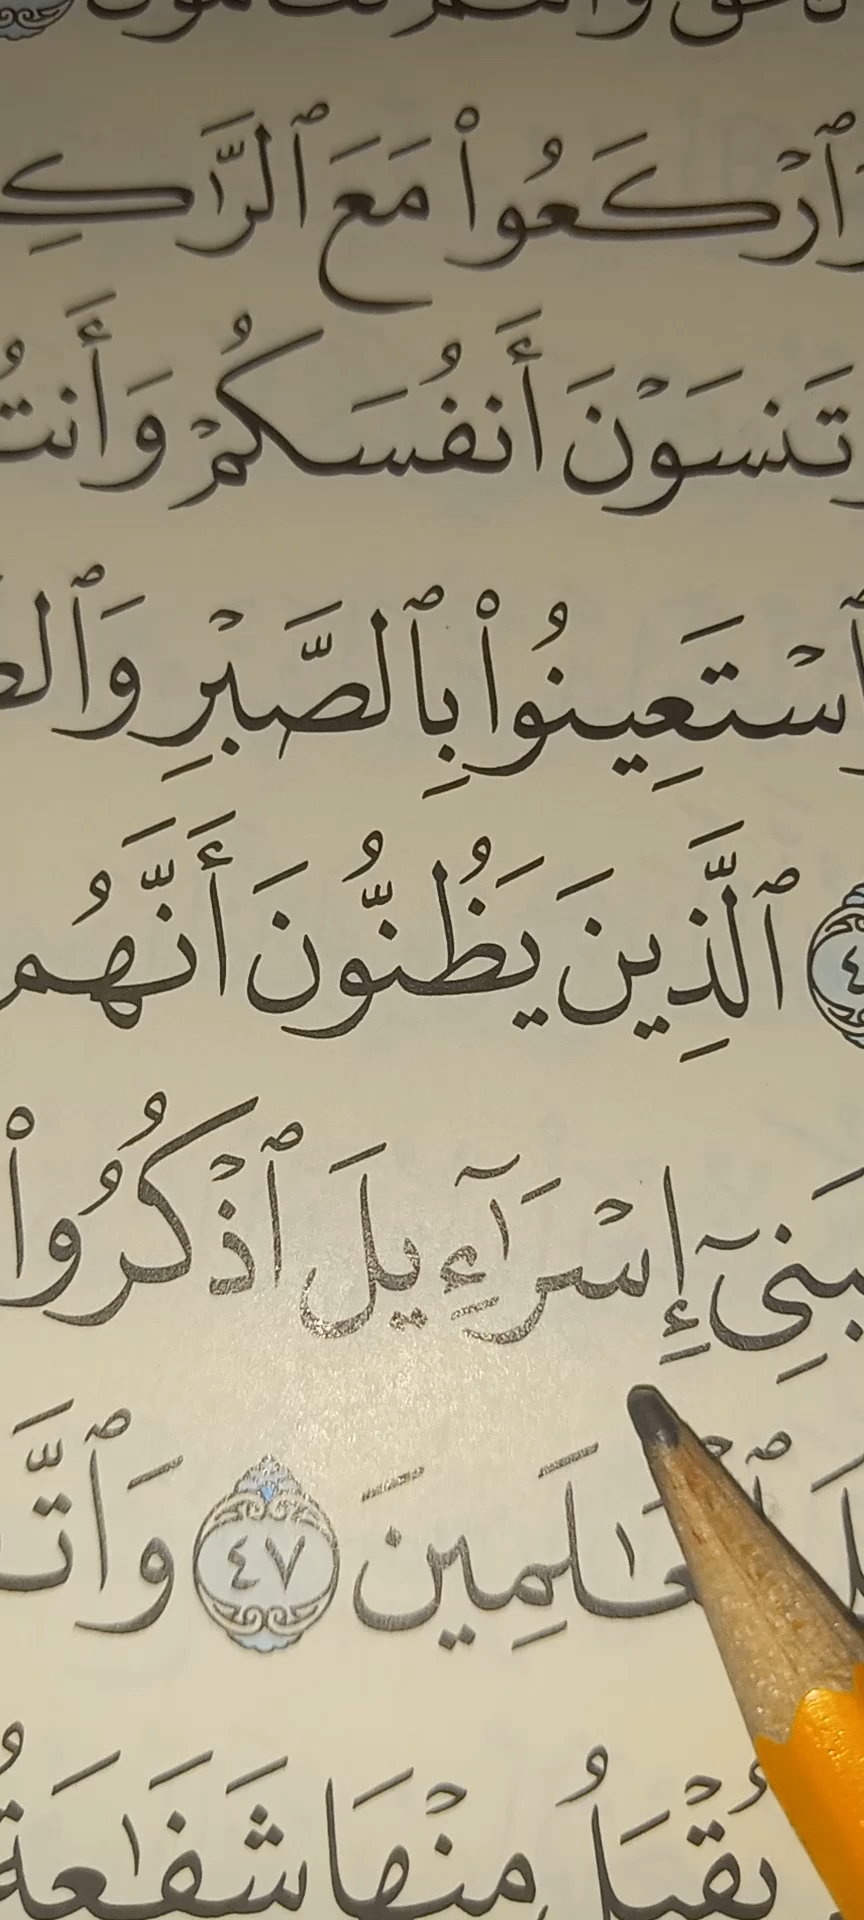 وَٱرْكَعُوا۟ مَعَ ٱلرَّٰكِ
تَنسَوْنَ أَنفُسَكُمْ وَأَنتُ
ٱسْتَعِينُوا۟ بِٱلصَّبْرِ وَٱلص
ٱلَّذِينَ يَظُنُّونَ أَنَّهُم
بَنِىٓ إِسْرَٰٓءِيلَ ٱذْكُرُوا۟
ٱلْعَٰلَمِينَ ٤٧ وَٱتَّ
يُقْبَلُ مِنْهَا شَفَٰعَةٌ